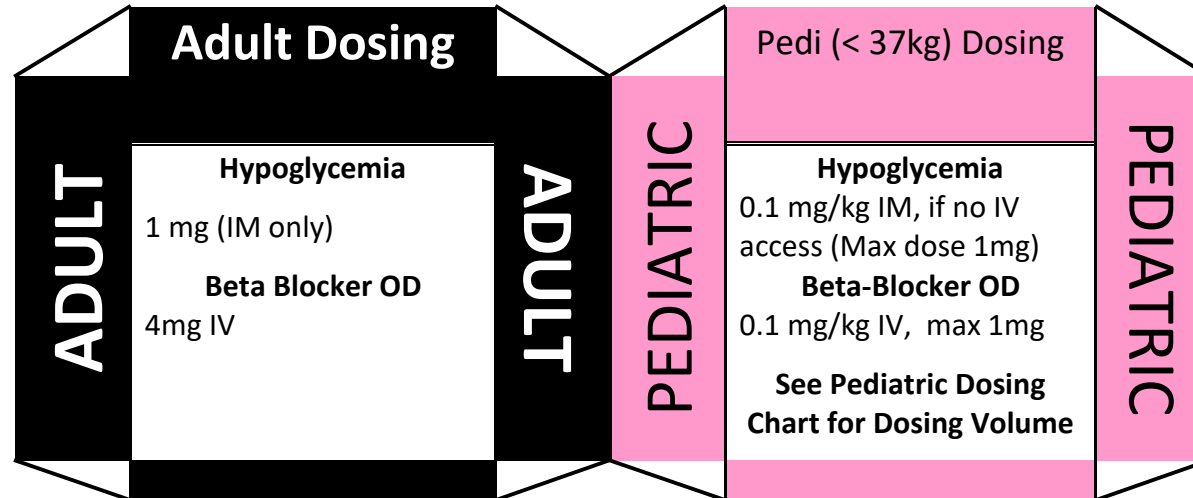 Adult Dosing
ADULT
Hypoglycemia
1 mg (IM only)
Beta Blocker OD
4mg IV
ADULT
Pedi (< 37kg) Dosing
PEDIATRIC
Hypoglycemia
0.1 mg/kg IM, if no IV
access (Max dose 1mg)
Beta-Blocker OD
0.1 mg/kg IV, max 1mg
See Pediatric Dosing
Chart for Dosing Volume
PEDIATRIC